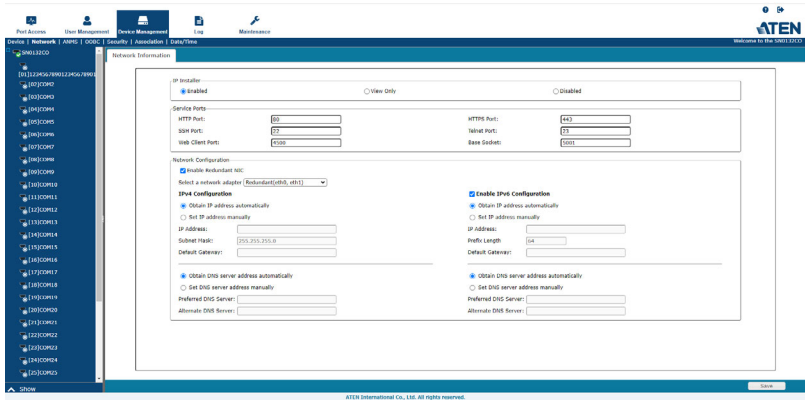 Port Access
User Management
Device Management
Log
Maintenance
ATEN
Device | Network | ANMS | OOBC | Security | Association | Date/Time
Welcome to the SN0132CO
SN0132CO
[01]123456789012345678901
[02]COM2
[03]COM3
[04]COM4
[05]COM5
[06]COM6
[07]COM7
[08]COM8
[09]COM9
[10]COM10
[11]COM11
[12]COM12
[13]COM13
[14]COM14
[15]COM15
[16]COM16
[17]COM17
[18]COM18
[19]COM19
[20]COM20
[21]COM21
[22]COM22
[23]COM23
[24]COM24
[25]COM25
Show
Network Information
IP Installer
Enabled
View Only
Disabled
Service Ports
HTTP Port: 80
HTTPS Port: 443
SSH Port: 22
Telnet Port: 23
Web Client Port: 4500
Base Socket: 5001
Network Configuration
Enable Redundant NIC
Select a network adapter Redundant(eth0, eth1)
IPv4 Configuration
Obtain IP address automatically
Set IP address manually
IP Address:
Subnet Mask: 255.255.255.0
Default Gateway:
Obtain DNS server address automatically
Set DNS server address manually
Preferred DNS Server:
Alternate DNS Server:
Enable IPv6 Configuration
Obtain IP address automatically
Set IP address manually
IP Address:
Prefix Length 64
Default Gateway:
Obtain DNS server address automatically
Set DNS server address manually
Preferred DNS Server:
Alternate DNS Server:
Save
ATEN International Co., Ltd. All rights reserved.